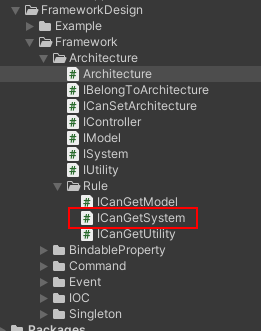 FrameworkDesign
Example
Framework
Architecture
Architecture
IBelongToArchitecture
ICanSetArchitecture
IController
IModel
ISystem
IUtility
Rule
ICanGetModel
ICanGetSystem
ICanGetUtility
BindableProperty
Command
Event
IOC
Singleton
Packages